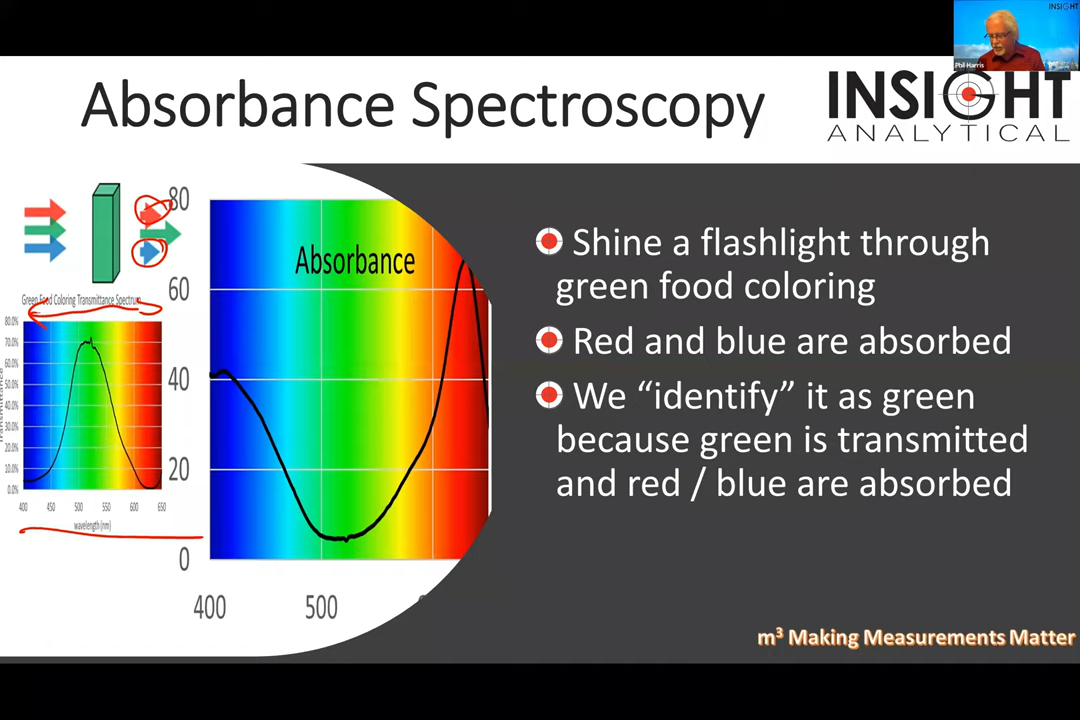 INSIGHT
Phil Harris
Absorbance Spectroscopy
INSIGHT
ANALYTICAL
Green Food Coloring Transmittance Spectrum
80.0%
70.0%
60.0%
50.0%
40.0%
30.0%
20.0%
10.0%
0.0%
400 450 500 550 600 650
wavelength (nm)
Absorbance
80
60
40
20
0
400 500
Shine a flashlight through
green food coloring
Red and blue are absorbed
We “identify” it as green
because green is transmitted
and red / blue are absorbed
m³ Making Measurements Matter